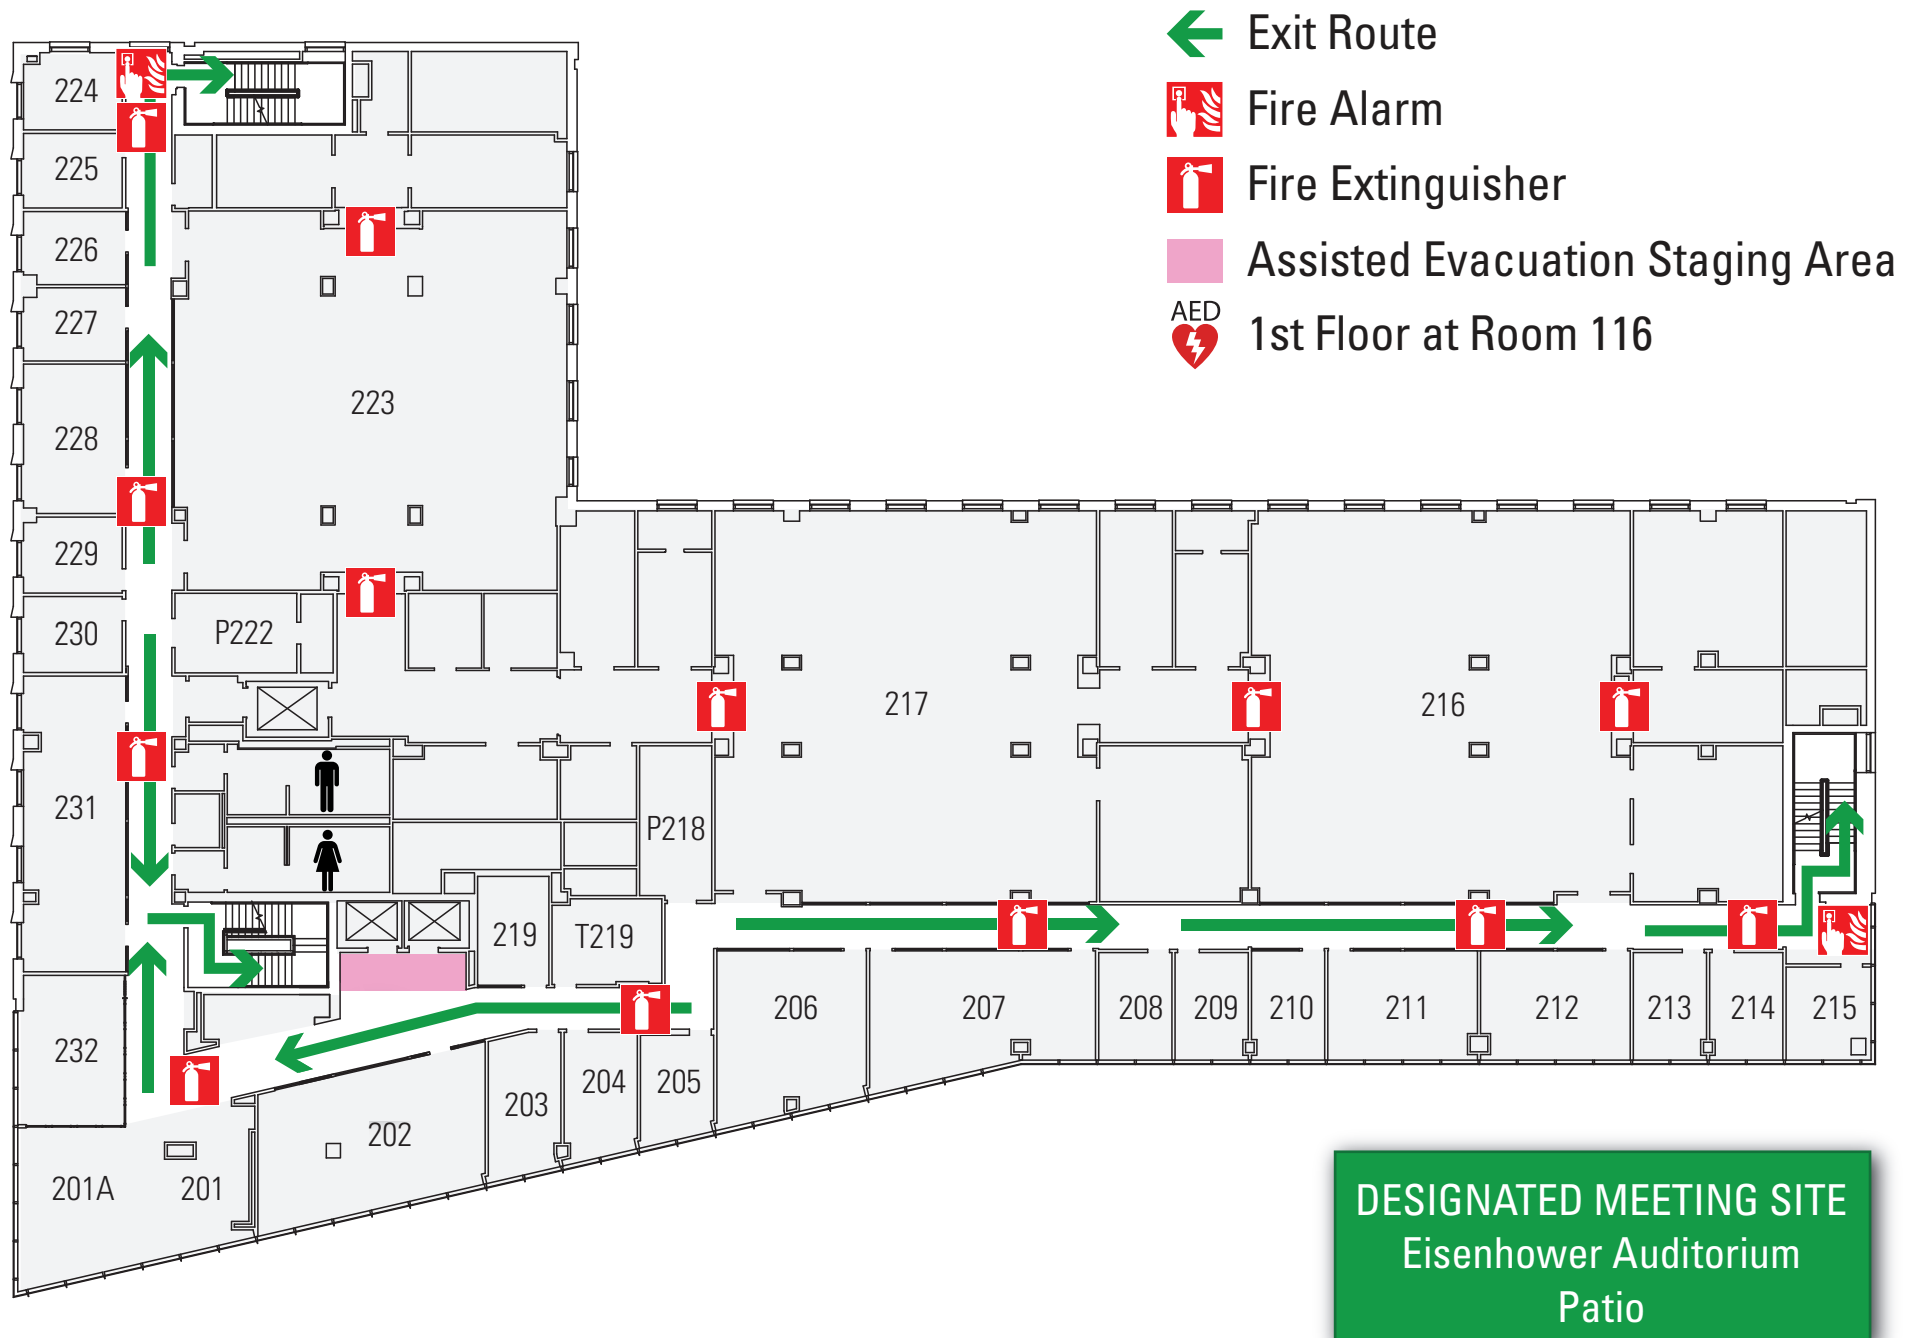 Exit Route
Fire Alarm
Fire Extinguisher
Assisted Evacuation Staging Area
AED
1st Floor at Room 116
224
225
226
227
223
228
229
230
P222
231
217
216
P218
219
T219
232
206
207
208
209
210
211
212
213
214
215
205
204
203
202
201A
201
DESIGNATED MEETING SITE
Eisenhower Auditorium
Patio